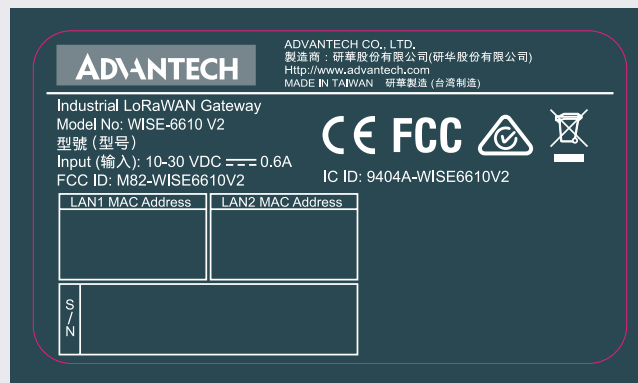 ADVANTECH
ADVANTECH CO., LTD.
製造商：研華股份有限公司(研华股份有限公司)
Http://www.advantech.com
MADE IN TAIWAN 研華製造 (台湾制造)
Industrial LoRaWAN Gateway
Model No: WISE-6610 V2
型號 (型号)
Input (输入): 10-30 VDC ⎓ 0.6A
FCC ID: M82-WISE6610V2
CE FCC
IC ID: 9404A-WISE6610V2
LAN1 MAC Address
LAN2 MAC Address
S/N